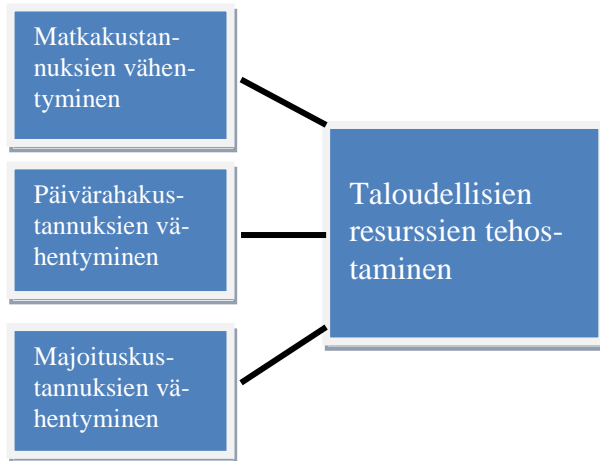 Matkakustan-
nuksien vähen-
tyminen
Päivärahakus-
tannuksien vä-
hentyminen
Majoituskus-
tannuksien vä-
hentyminen
Taloudellisien
resurssien tehos-
taminen